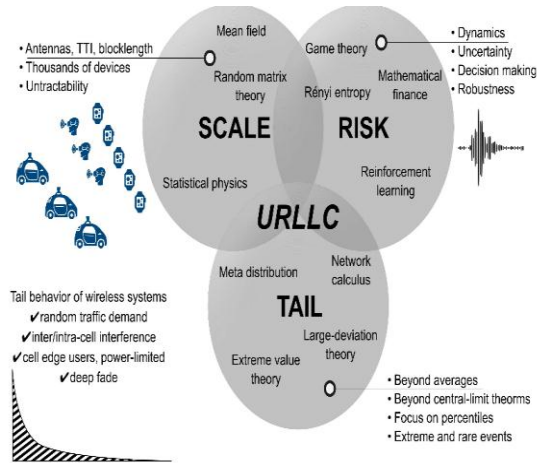 Mean field
• Antennas, TTI, blocklength
• Thousands of devices
• Untractability
Game theory
• Dynamics
• Uncertainty
• Decision making
• Robustness
Random matrix
theory
Rényi entropy
Mathematical
finance
SCALE
RISK
Statistical physics
Reinforcement
learning
URLLC
Meta distribution
Network
calculus
TAIL
Large-deviation
theory
Extreme value
theory
Tail behavior of wireless systems
✔random traffic demand
✔inter/intra-cell interference
✔cell edge users, power-limited
✔deep fade
• Beyond averages
• Beyond central-limit theorms
• Focus on percentiles
• Extreme and rare events